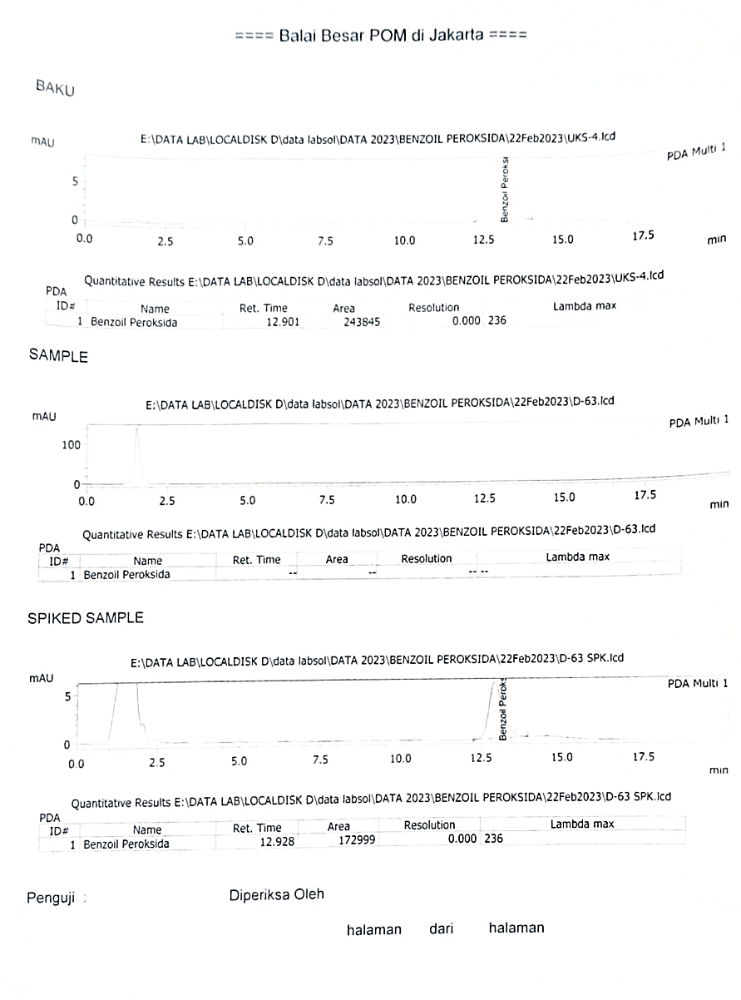 ==== Balai Besar POM di Jakarta ====
BAKU
E:\DATA LAB\LOCALDISK D\data labsol\DATA 2023\BENZOIL PEROKSIDA\22Feb2023\UKS-4.lcd
mAU
PDA Multi 1
5
Benzoil Peroksi
0
0.0 2.5 5.0 7.5 10.0 12.5 15.0 17.5
min
Quantitative Results E:\DATA LAB\LOCALDISK D\data labsol\DATA 2023\BENZOIL PEROKSIDA\22Feb2023\UKS-4.lcd
PDA
ID# Name Ret. Time Area Resolution Lambda max
1 Benzoil Peroksida 12.901 243845 0.000 236
SAMPLE
E:\DATA LAB\LOCALDISK D\data labsol\DATA 2023\BENZOIL PEROKSIDA\22Feb2023\D-63.lcd
mAU
PDA Multi 1
100
0
0.0 2.5 5.0 7.5 10.0 12.5 15.0 17.5
min
Quantitative Results E:\DATA LAB\LOCALDISK D\data labsol\DATA 2023\BENZOIL PEROKSIDA\22Feb2023\D-63.lcd
PDA
ID# Name Ret. Time Area Resolution Lambda max
1 Benzoil Peroksida -- -- -- --
SPIKED SAMPLE
E:\DATA LAB\LOCALDISK D\data labsol\DATA 2023\BENZOIL PEROKSIDA\22Feb2023\D-63 SPK.lcd
mAU
PDA Multi 1
5
Benzoil Peroks
0
0.0 2.5 5.0 7.5 10.0 12.5 15.0 17.5
min
Quantitative Results E:\DATA LAB\LOCALDISK D\data labsol\DATA 2023\BENZOIL PEROKSIDA\22Feb2023\D-63 SPK.lcd
PDA
ID# Name Ret. Time Area Resolution Lambda max
1 Benzoil Peroksida 12.928 172999 0.000 236
Penguji : Diperiksa Oleh
halaman dari halaman